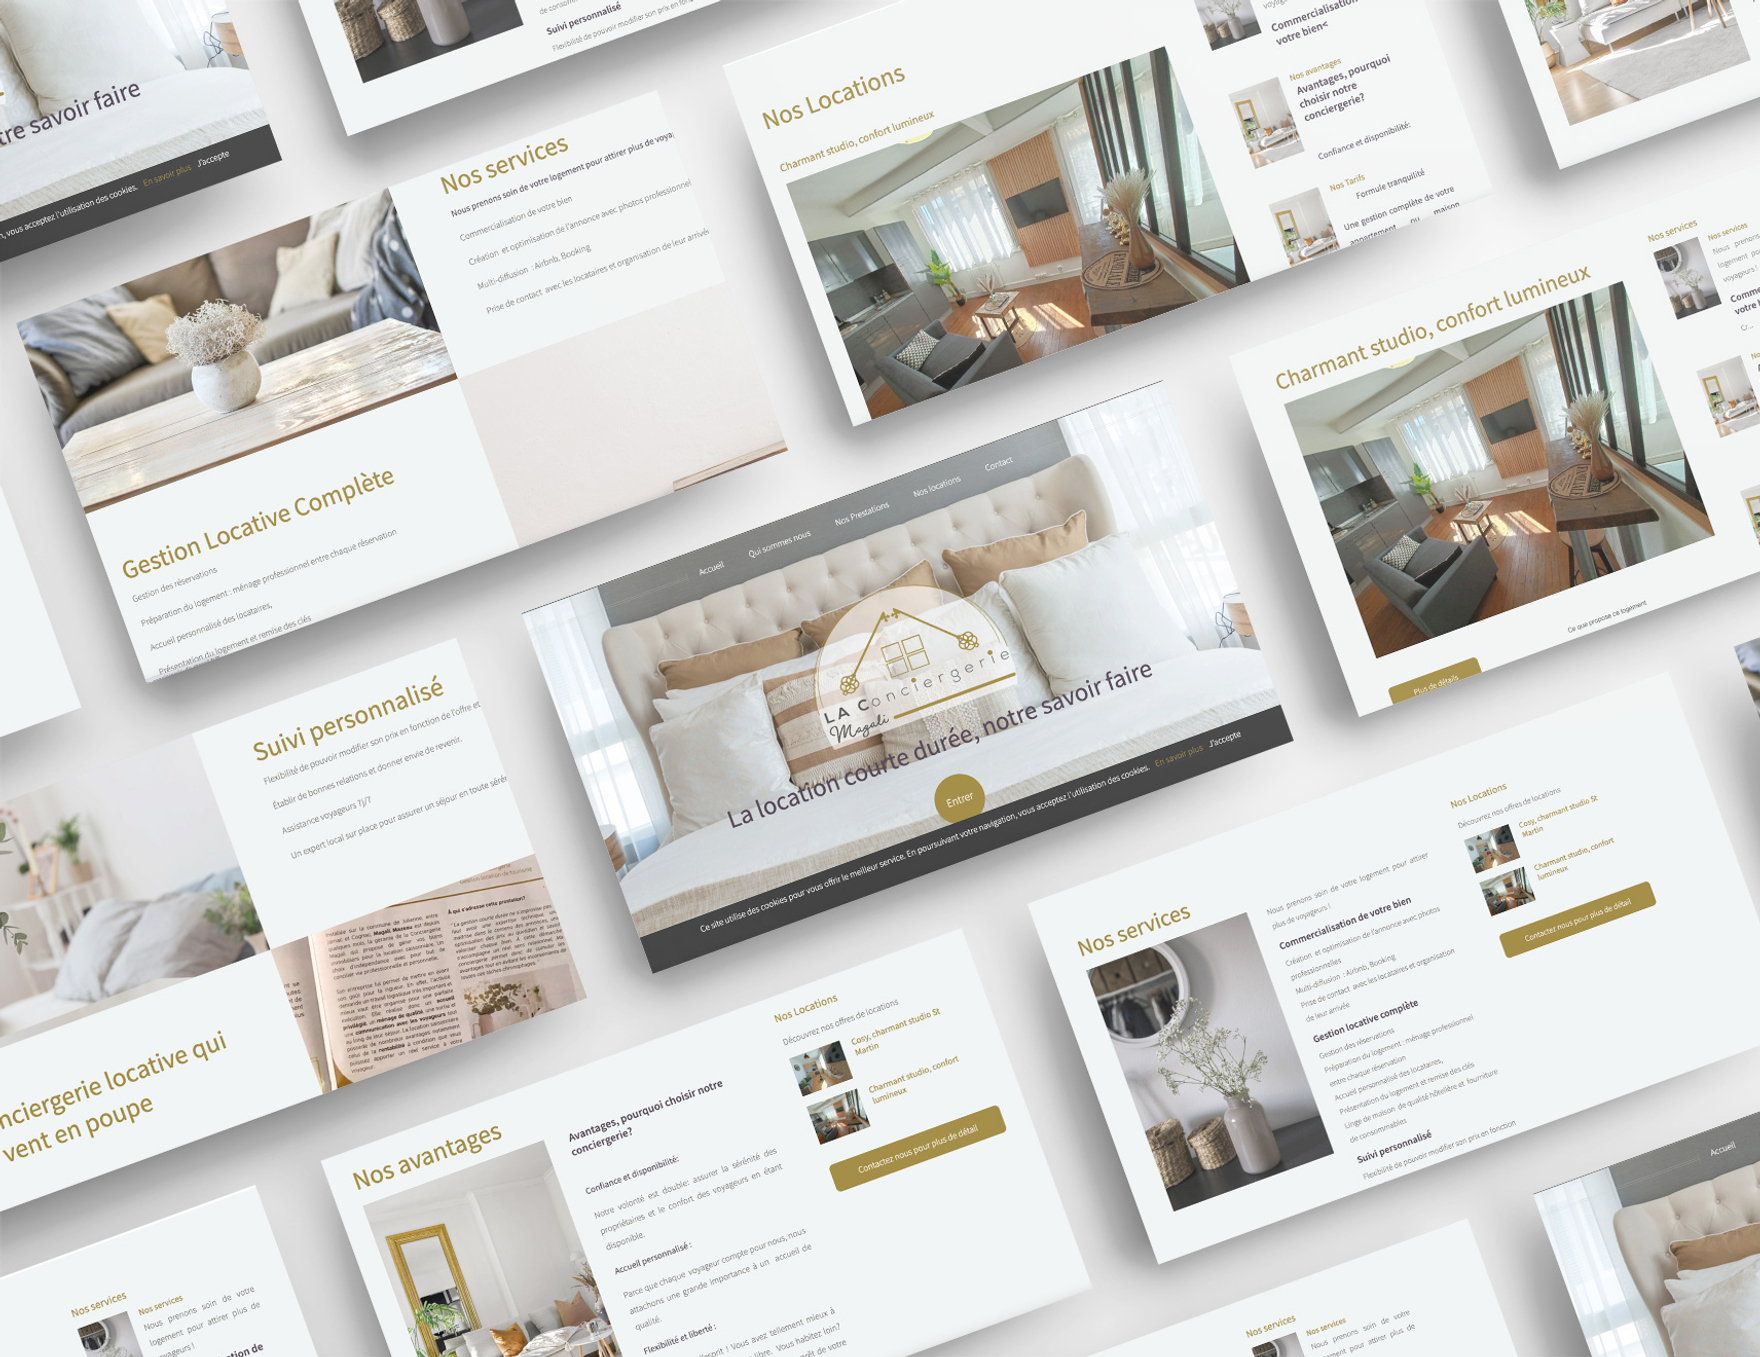 tre savoir faire
n, vous acceptez l'utilisation des cookies. En savoir plus J'accepte
Suivi personnalisé
Flexibilité de pouvoir modifier son prix en
Nos services
Nous prenons soin de votre logement pour attirer plus de voya
Commercialisation de votre bien
Création et optimisation de l'annonce avec photos professionnel
Multi-diffusion : Airbnb, Booking
Prise de contact avec les locataires et organisation de leur arrivée
Gestion Locative Complète
Gestion des réservations
Préparation du logement : ménage professionnel entre chaque réservation
Accueil personnalisé des locataires,
Présentation du logement et remise des clés
Nos Locations
Charmant studio, confort lumineux
Commercialisation
votre bien<
Nos avantages
Avantages, pourquoi
choisir notre
conciergerie?
Confiance et disponibilité:
Nos Tarifs
Formule tranquilité
Une gestion complète de votre
appartement ou maison
Charmant studio, confort lumineux
Ce que propose ce logement
Plus de détails
Nos services
Nos services
Nous prenons
logement po
voyageurs !
Comme
votre b
Cr...
Accueil
Qui sommes nous
Nos Prestations
Nos locations
Contact
LA Conciergerie
Magali
La location courte durée, notre savoir faire
Entrer
Ce site utilise des cookies pour vous offrir le meilleur service. En poursuivant votre navigation, vous acceptez l'utilisation des cookies. En savoir plus J'accepte
Suivi personnalisé
Flexibilité de pouvoir modifier son prix en fonction de l'offre et
Établir de bonnes relations et donner envie de revenir.
Assistance voyageurs 7j/7
Un expert local sur place pour assurer un séjour en toute sérén
À qui s'adresse cette prestation?
nciergerie locative qui
vent en poupe
Nos avantages
Avantages, pourquoi choisir notre
conciergerie?
Confiance et disponibilité:
Notre volonté est double: assurer la sérénité des
propriétaires et le confort des voyageurs en étant
disponible.
Accueil personnalisé :
Parce que chaque voyageur compte pour nous, nous
attachons une grande importance à un accueil de
qualité.
Flexibilité et liberté :
esprit ! Vous avez tellement mieux à
libre. Vous habitez loin?
Nos Locations
Découvrez nos offres de locations
Cosy, charmant studio St
Martin
Charmant studio, confort
lumineux
Contactez nous pour plus de détail
Nos services
Nous prenons soin de votre logement pour attirer
plus de voyageurs !
Commercialisation de votre bien
Création et optimisation de l'annonce avec photos
professionnelles
Multi-diffusion : Airbnb, Booking
Prise de contact avec les locataires et organisation
de leur arrivée
Gestion locative complète
Gestion des réservations
Préparation du logement : ménage professionnel
entre chaque réservation
Accueil personnalisé des locataires,
Présentation du logement et remise des clés
Linge de maison de qualité hôtelière et fourniture
de consommables
Suivi personnalisé
Flexibilité de pouvoir modifier son prix en fonction
Nos Locations
Découvrez nos offres de locations
Cosy, charmant studio St
Martin
Charmant studio, confort
lumineux
Contactez nous pour plus de détail
Nos services
Nos services
Nous prenons soin de votre
logement pour attirer plus de
voyageurs !
Nos services
Nos services
Nous prenons soin de votre
logement pour attirer plus de
Accueil